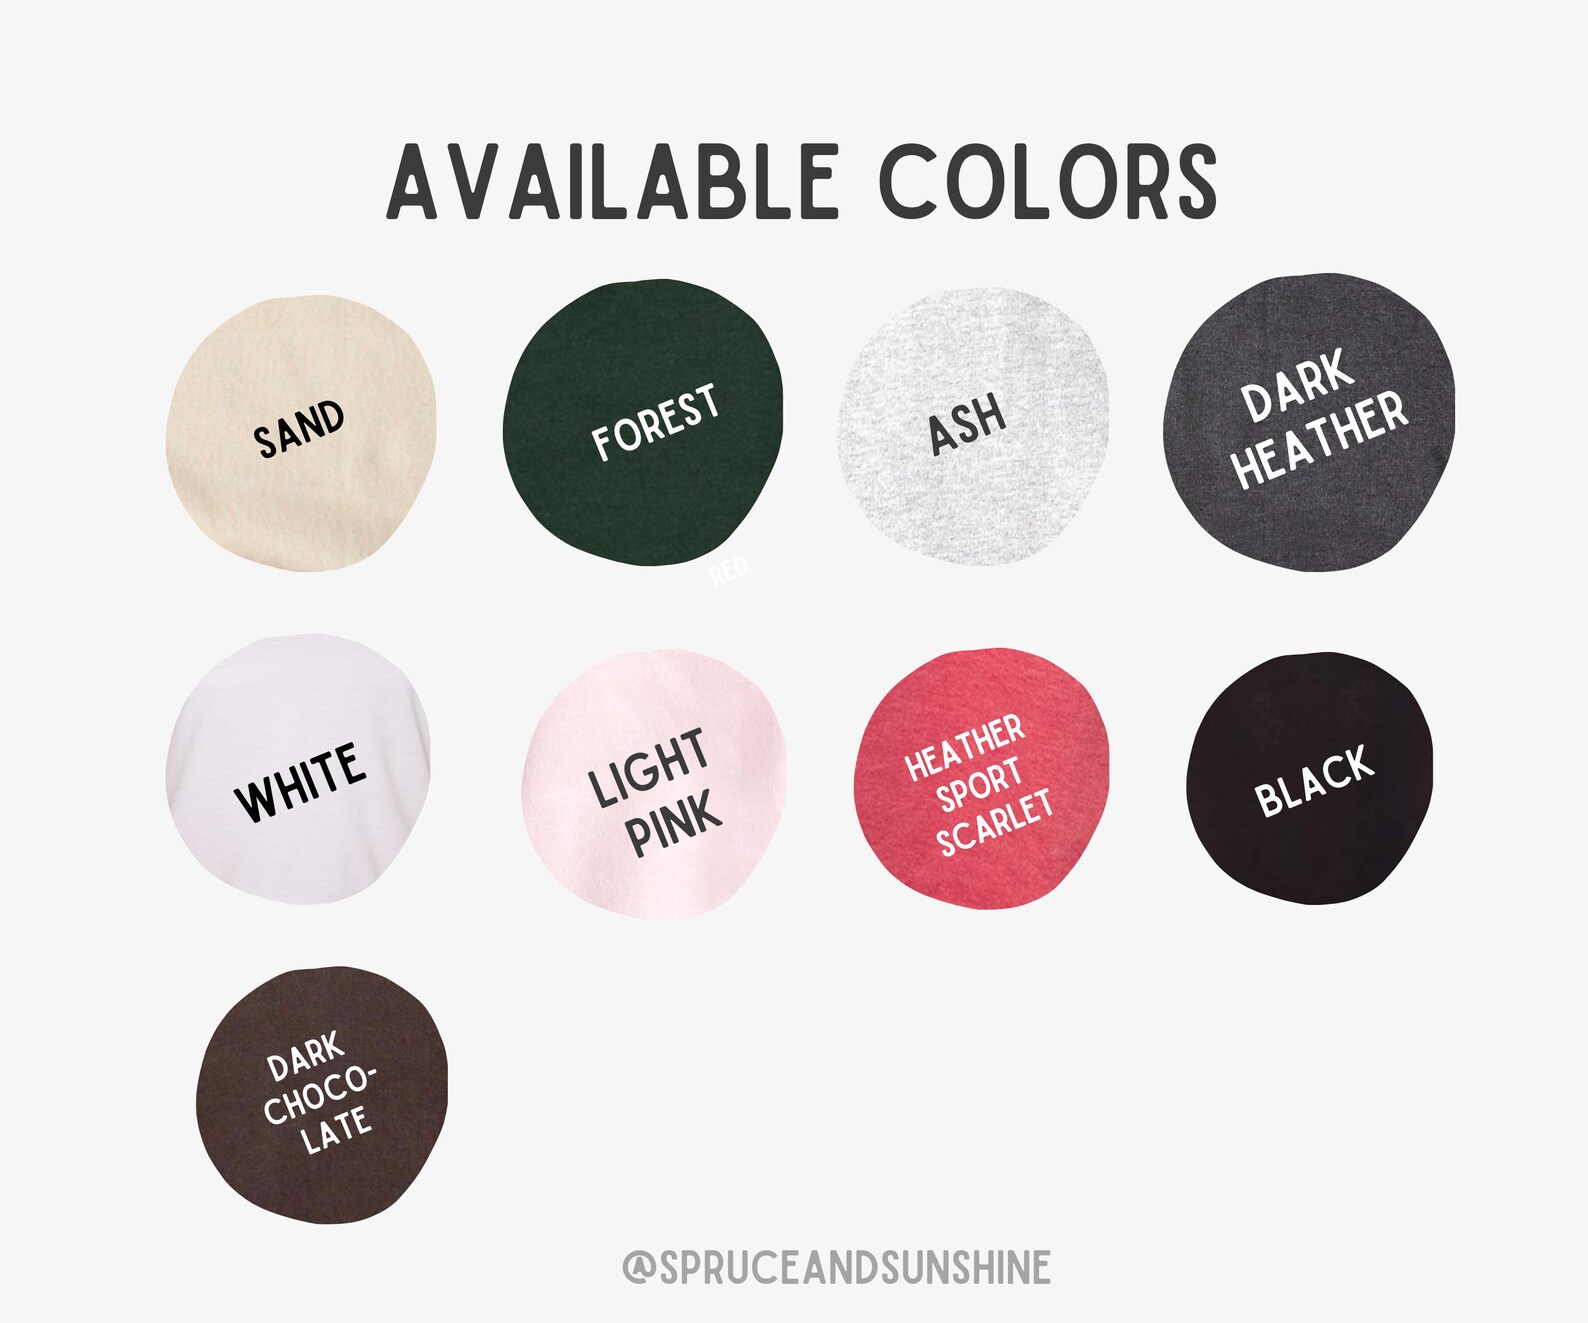 AVAILABLE COLORS
SAND
FOREST
ASH
DARK
HEATHER
RED
WHITE
LIGHT
PINK
HEATHER
SPORT
SCARLET
BLACK
DARK
CHOCO-
LATE
@SPRUCEANDSUNSHINE